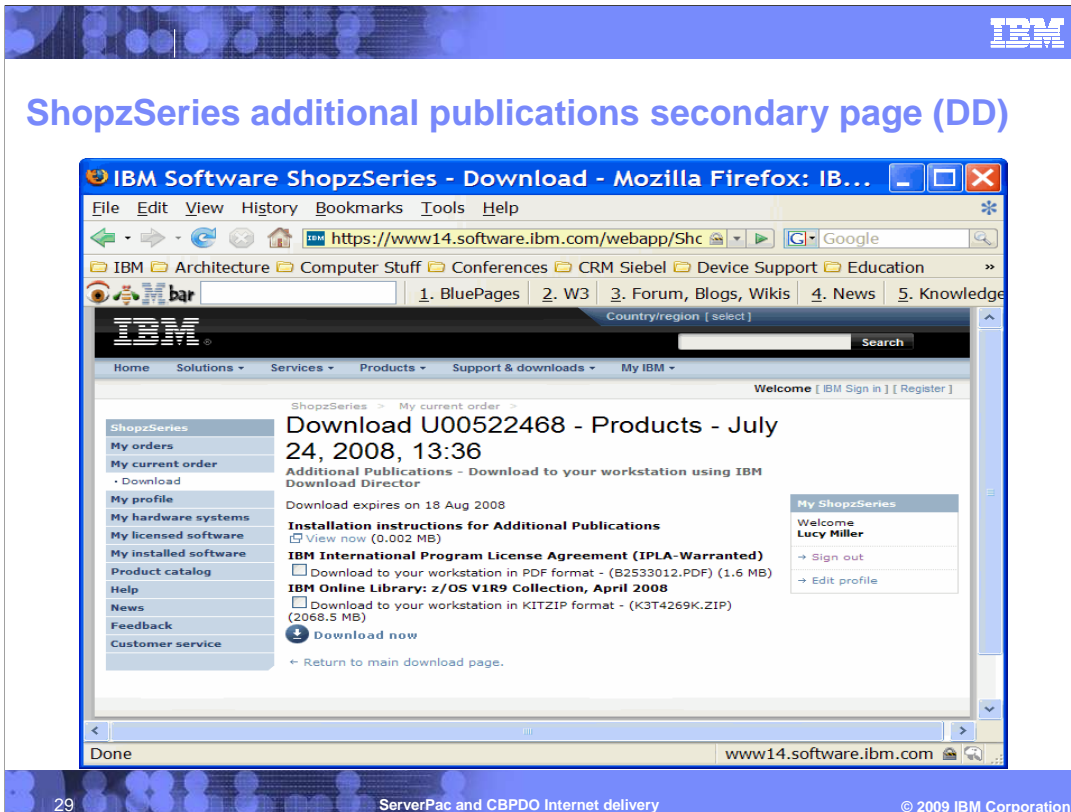 IBM
ShopzSeries additional publications secondary page (DD)
IBM Software ShopzSeries - Download - Mozilla Firefox: IB...
File Edit View History Bookmarks Tools Help
IBM https://www14.software.ibm.com/webapp/Shc G Google
IBM Architecture Computer Stuff Conferences CRM Siebel Device Support Education »
bar 1. BluePages 2. W3 3. Forum, Blogs, Wikis 4. News 5. Knowledge
Country/region [ select ]
IBM ®
Search
Home Solutions Services Products Support & downloads My IBM
Welcome [ IBM Sign in ] [ Register ]
ShopzSeries > My current order >
ShopzSeries
My orders
My current order
• Download
My profile
My hardware systems
My licensed software
My installed software
Product catalog
Help
News
Feedback
Customer service
Download U00522468 - Products - July
24, 2008, 13:36
Additional Publications - Download to your workstation using IBM
Download Director
Download expires on 18 Aug 2008
Installation instructions for Additional Publications
View now (0.002 MB)
IBM International Program License Agreement (IPLA-Warranted)
Download to your workstation in PDF format - (B2533012.PDF) (1.6 MB)
IBM Online Library: z/OS V1R9 Collection, April 2008
Download to your workstation in KITZIP format - (K3T4269K.ZIP)
(2068.5 MB)
Download now
← Return to main download page.
My ShopzSeries
Welcome
Lucy Miller
→ Sign out
→ Edit profile
Done www14.software.ibm.com
29 ServerPac and CBPDO Internet delivery © 2009 IBM Corporation